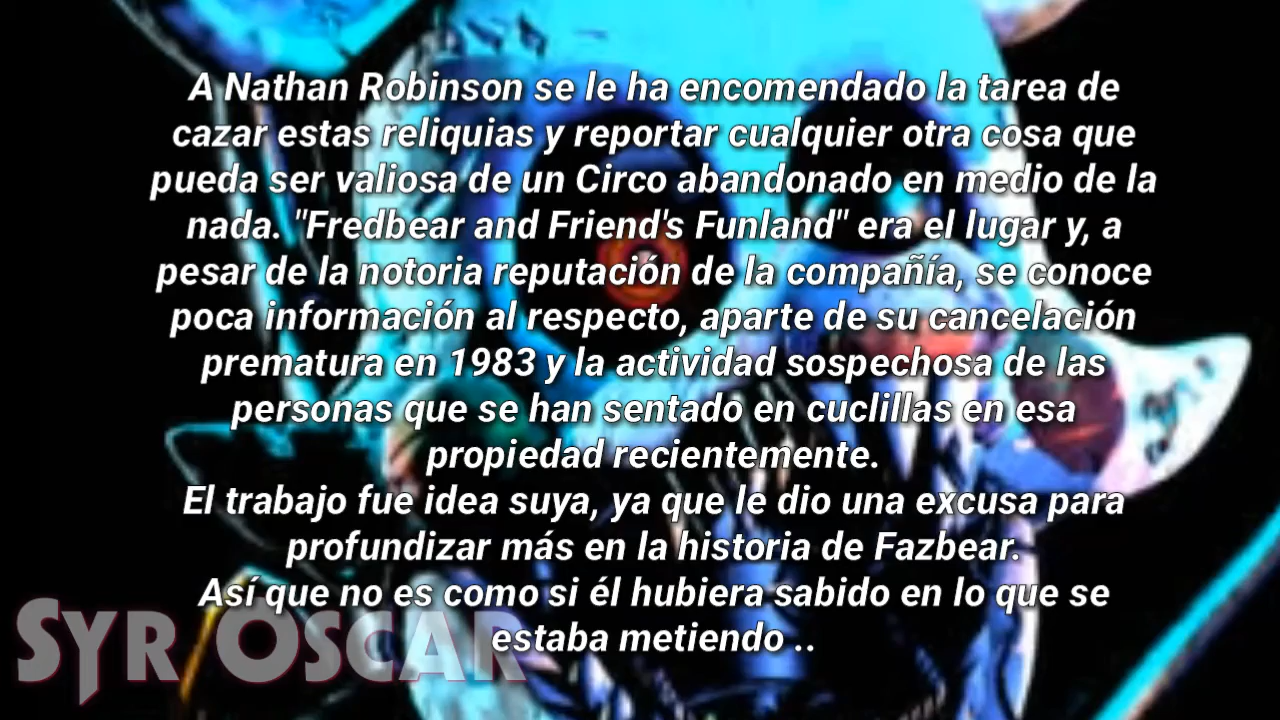 A Nathan Robinson se le ha encomendado la tarea de
cazar estas reliquias y reportar cualquier otra cosa que
pueda ser valiosa de un Circo abandonado en medio de la
nada. "Fredbear and Friend's Funland" era el lugar y, a
pesar de la notoria reputación de la compañía, se conoce
poca información al respecto, aparte de su cancelación
prematura en 1983 y la actividad sospechosa de las
personas que se han sentado en cuclillas en esa
propiedad recientemente.
El trabajo fue idea suya, ya que le dio una excusa para
profundizar más en la historia de Fazbear.
Así que no es como si él hubiera sabido en lo que se
estaba metiendo ..
SYR OSCAR